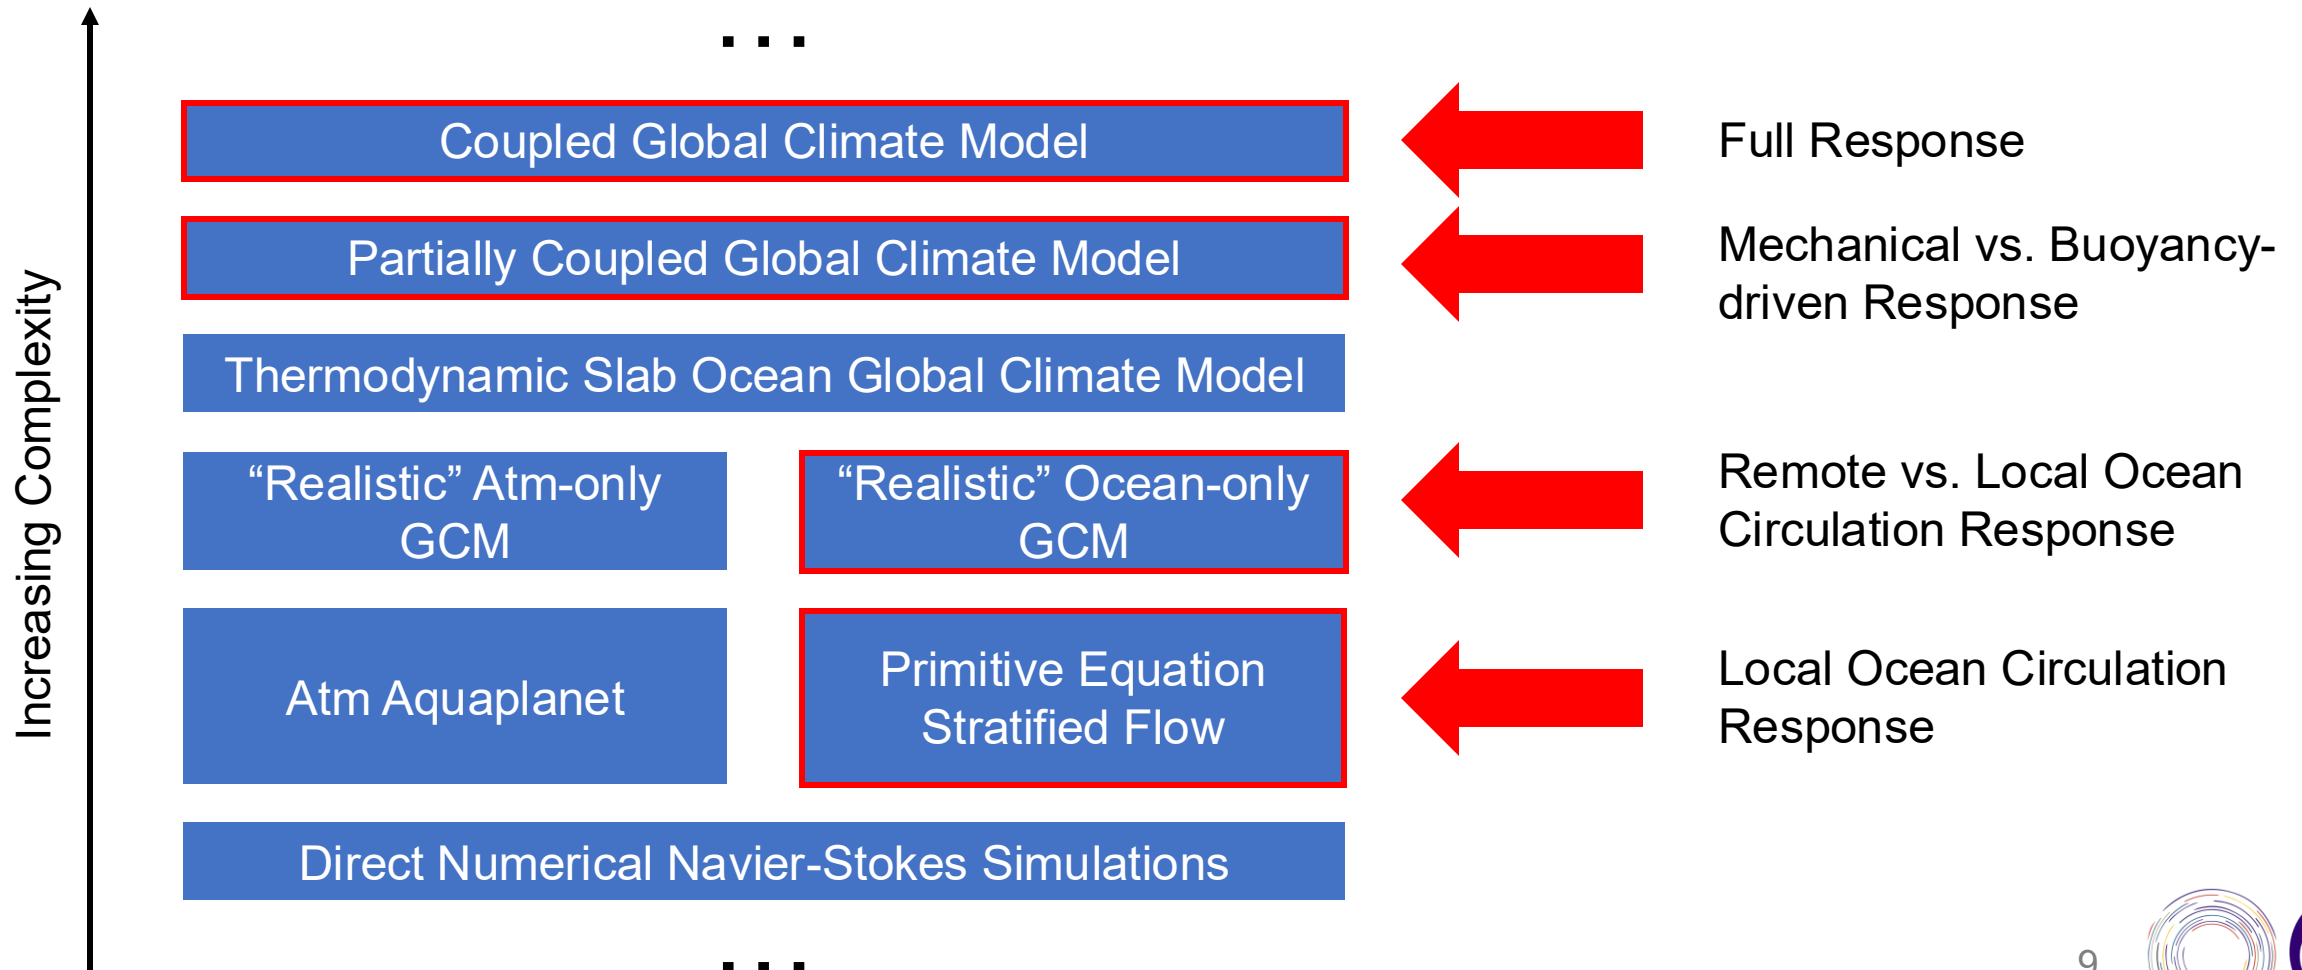 ...
Coupled Global Climate Model
Full Response
Partially Coupled Global Climate Model
Mechanical vs. Buoyancy-
driven Response
Thermodynamic Slab Ocean Global Climate Model
“Realistic” Atm-only
GCM
“Realistic” Ocean-only
GCM
Remote vs. Local Ocean
Circulation Response
Atm Aquaplanet
Primitive Equation
Stratified Flow
Local Ocean Circulation
Response
Direct Numerical Navier-Stokes Simulations
...
Increasing Complexity
9